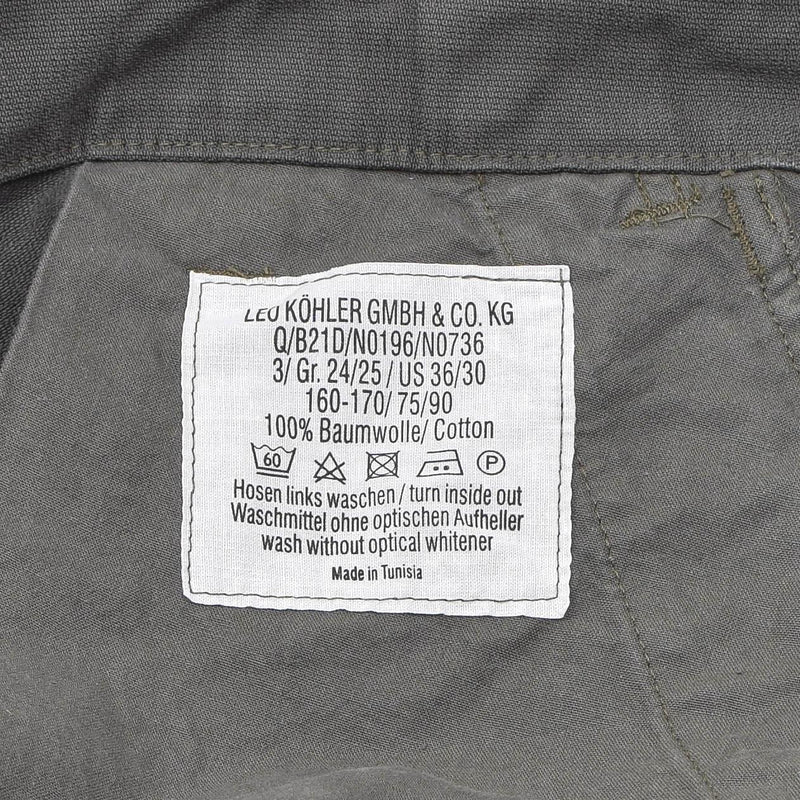 LEO KÖHLER GMBH & CO. KG
Q/B21D/N0196/N0736
3/ Gr. 24/25 / US 36/30
160-170/ 75/90
100% Baumwolle/ Cotton
60 P
Hosen links waschen / turn inside out
Waschmittel ohne optischen Aufheller
wash without optical whitener
Made in Tunisia